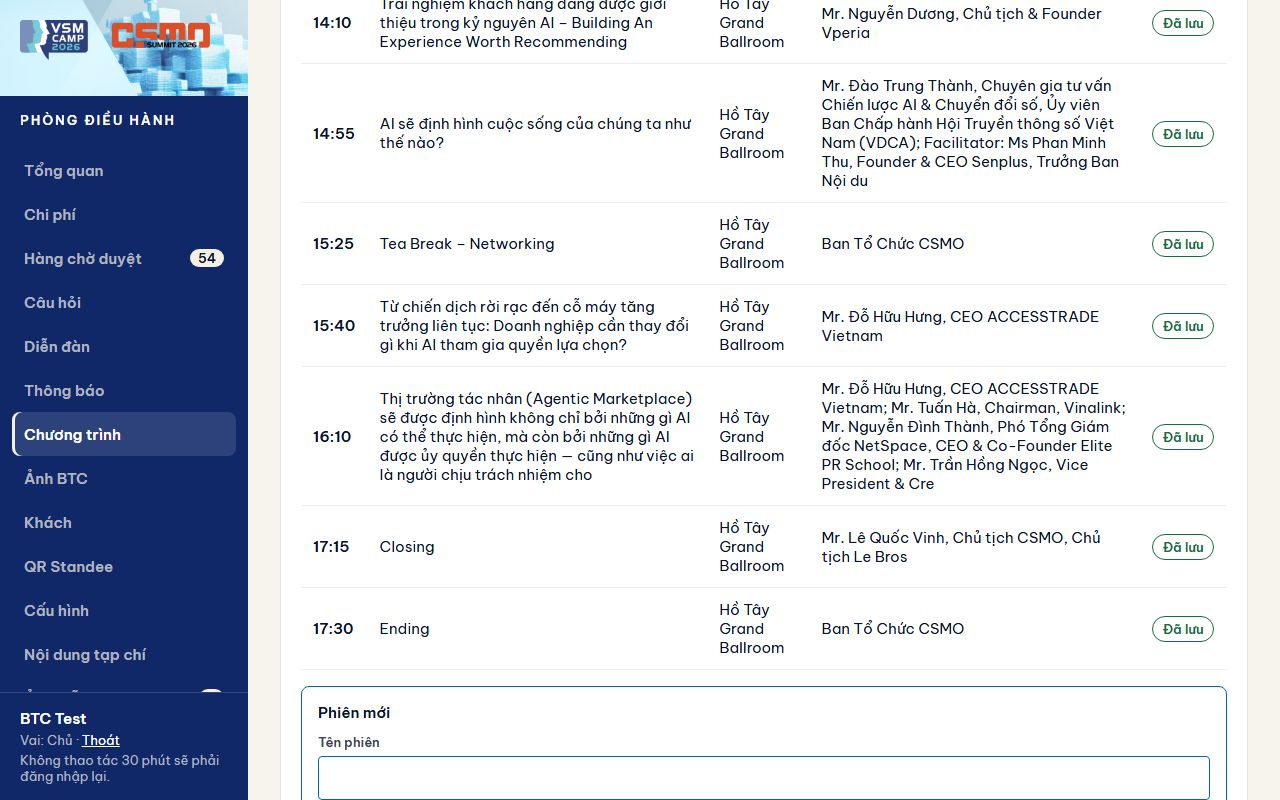 VSM
CAMP
2026
CSMO
SUMMIT 2026
PHÒNG ĐIỀU HÀNH
Tổng quan
Chi phí
Hàng chờ duyệt 54
Câu hỏi
Diễn đàn
Thông báo
Chương trình
Ảnh BTC
Khách
QR Standee
Cấu hình
Nội dung tạp chí
BTC Test
Vai: Chủ · Thoát
Không thao tác 30 phút sẽ phải
đăng nhập lại.
14:10
Trải nghiệm khách hàng đang được giới
thiệu trong kỷ nguyên AI – Building An
Experience Worth Recommending
Hồ Tây
Grand
Ballroom
Mr. Nguyễn Dương, Chủ tịch & Founder
Vperia
Đã lưu
14:55
AI sẽ định hình cuộc sống của chúng ta như
thế nào?
Hồ Tây
Grand
Ballroom
Mr. Đào Trung Thành, Chuyên gia tư vấn
Chiến lược AI & Chuyển đổi số, Ủy viên
Ban Chấp hành Hội Truyền thông số Việt
Nam (VDCA); Facilitator: Ms Phan Minh
Thu, Founder & CEO Senplus, Trưởng Ban
Nội du
Đã lưu
15:25
Tea Break – Networking
Hồ Tây
Grand
Ballroom
Ban Tổ Chức CSMO
Đã lưu
15:40
Từ chiến dịch rời rạc đến cỗ máy tăng
trưởng liên tục: Doanh nghiệp cần thay đổi
gì khi AI tham gia quyền lựa chọn?
Hồ Tây
Grand
Ballroom
Mr. Đỗ Hữu Hưng, CEO ACCESSTRADE
Vietnam
Đã lưu
16:10
Thị trường tác nhân (Agentic Marketplace)
sẽ được định hình không chỉ bởi những gì AI
có thể thực hiện, mà còn bởi những gì AI
được ủy quyền thực hiện — cũng như việc ai
là người chịu trách nhiệm cho
Hồ Tây
Grand
Ballroom
Mr. Đỗ Hữu Hưng, CEO ACCESSTRADE
Vietnam; Mr. Tuấn Hà, Chairman, Vinalink;
Mr. Nguyễn Đình Thành, Phó Tổng Giám
đốc NetSpace, CEO & Co-Founder Elite
PR School; Mr. Trần Hồng Ngọc, Vice
President & Cre
Đã lưu
17:15
Closing
Hồ Tây
Grand
Ballroom
Mr. Lê Quốc Vinh, Chủ tịch CSMO, Chủ
tịch Le Bros
Đã lưu
17:30
Ending
Hồ Tây
Grand
Ballroom
Ban Tổ Chức CSMO
Đã lưu
Phiên mới
Tên phiên